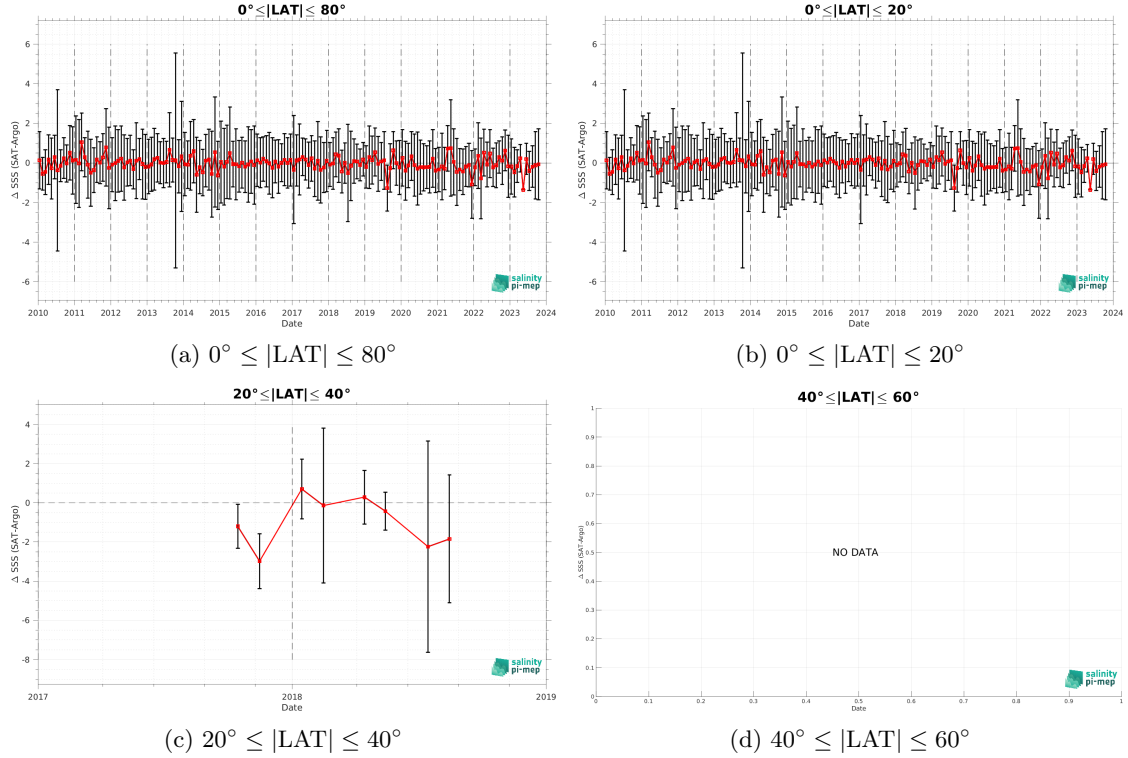 0°≤|LAT|≤ 80°
6
4
2
0
-2
-4
-6
Δ SSS (SAT-Argo)
2010 2011 2012 2013 2014 2015 2016 2017 2018 2019 2020 2021 2022 2023 2024
Date
salinity
pi-mep
(a) 0° ≤ |LAT| ≤ 80°
0°≤|LAT|≤ 20°
6
4
2
0
-2
-4
-6
Δ SSS (SAT-Argo)
2010 2011 2012 2013 2014 2015 2016 2017 2018 2019 2020 2021 2022 2023 2024
Date
salinity
pi-mep
(b) 0° ≤ |LAT| ≤ 20°
20°≤|LAT|≤ 40°
4
2
0
-2
-4
-6
-8
Δ SSS (SAT-Argo)
2017 2018 2019
Date
salinity
pi-mep
(c) 20° ≤ |LAT| ≤ 40°
40°≤|LAT|≤ 60°
1
0.9
0.8
0.7
0.6
0.5
0.4
0.3
0.2
0.1
0
Δ SSS (SAT-Argo)
NO DATA
0 0.1 0.2 0.3 0.4 0.5 0.6 0.7 0.8 0.9 1
Date
salinity
pi-mep
(d) 40° ≤ |LAT| ≤ 60°